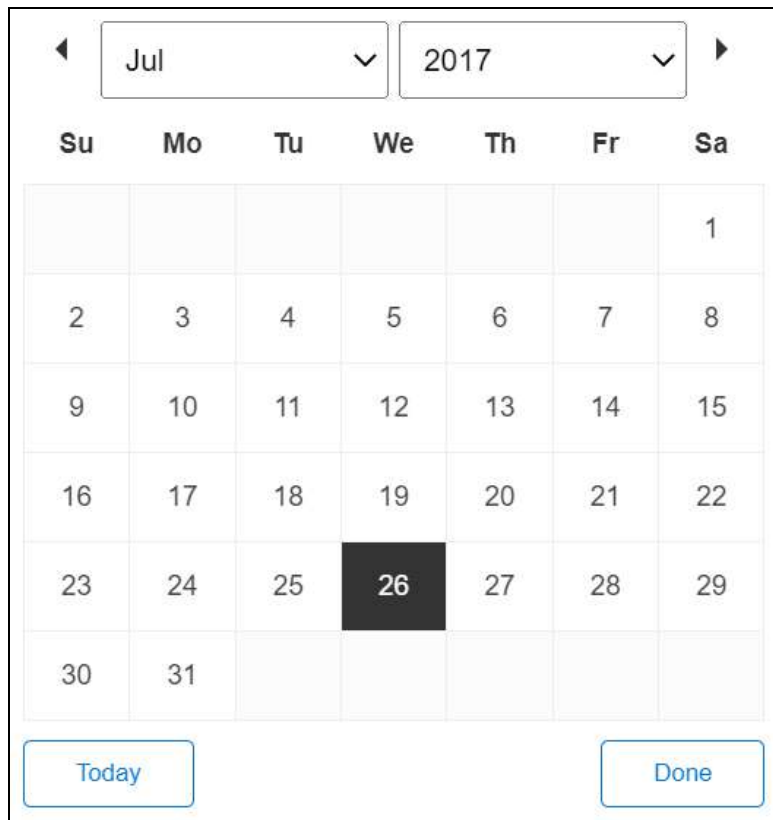 Jul 2017
Su Mo Tu We Th Fr Sa
1
2 3 4 5 6 7 8
9 10 11 12 13 14 15
16 17 18 19 20 21 22
23 24 25 26 27 28 29
30 31
Today Done